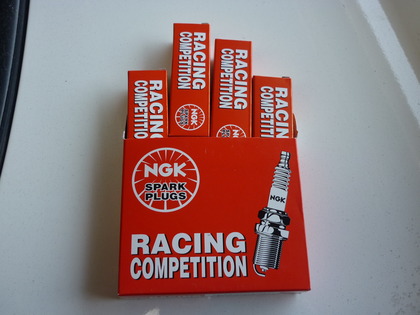 RACING
COMPETITION
RACING
COMPETITION
RACING
COMPETITION
RACING
COMPETITION
NGK
SPARK
PLUGS
NGK
RACING
COMPETITION